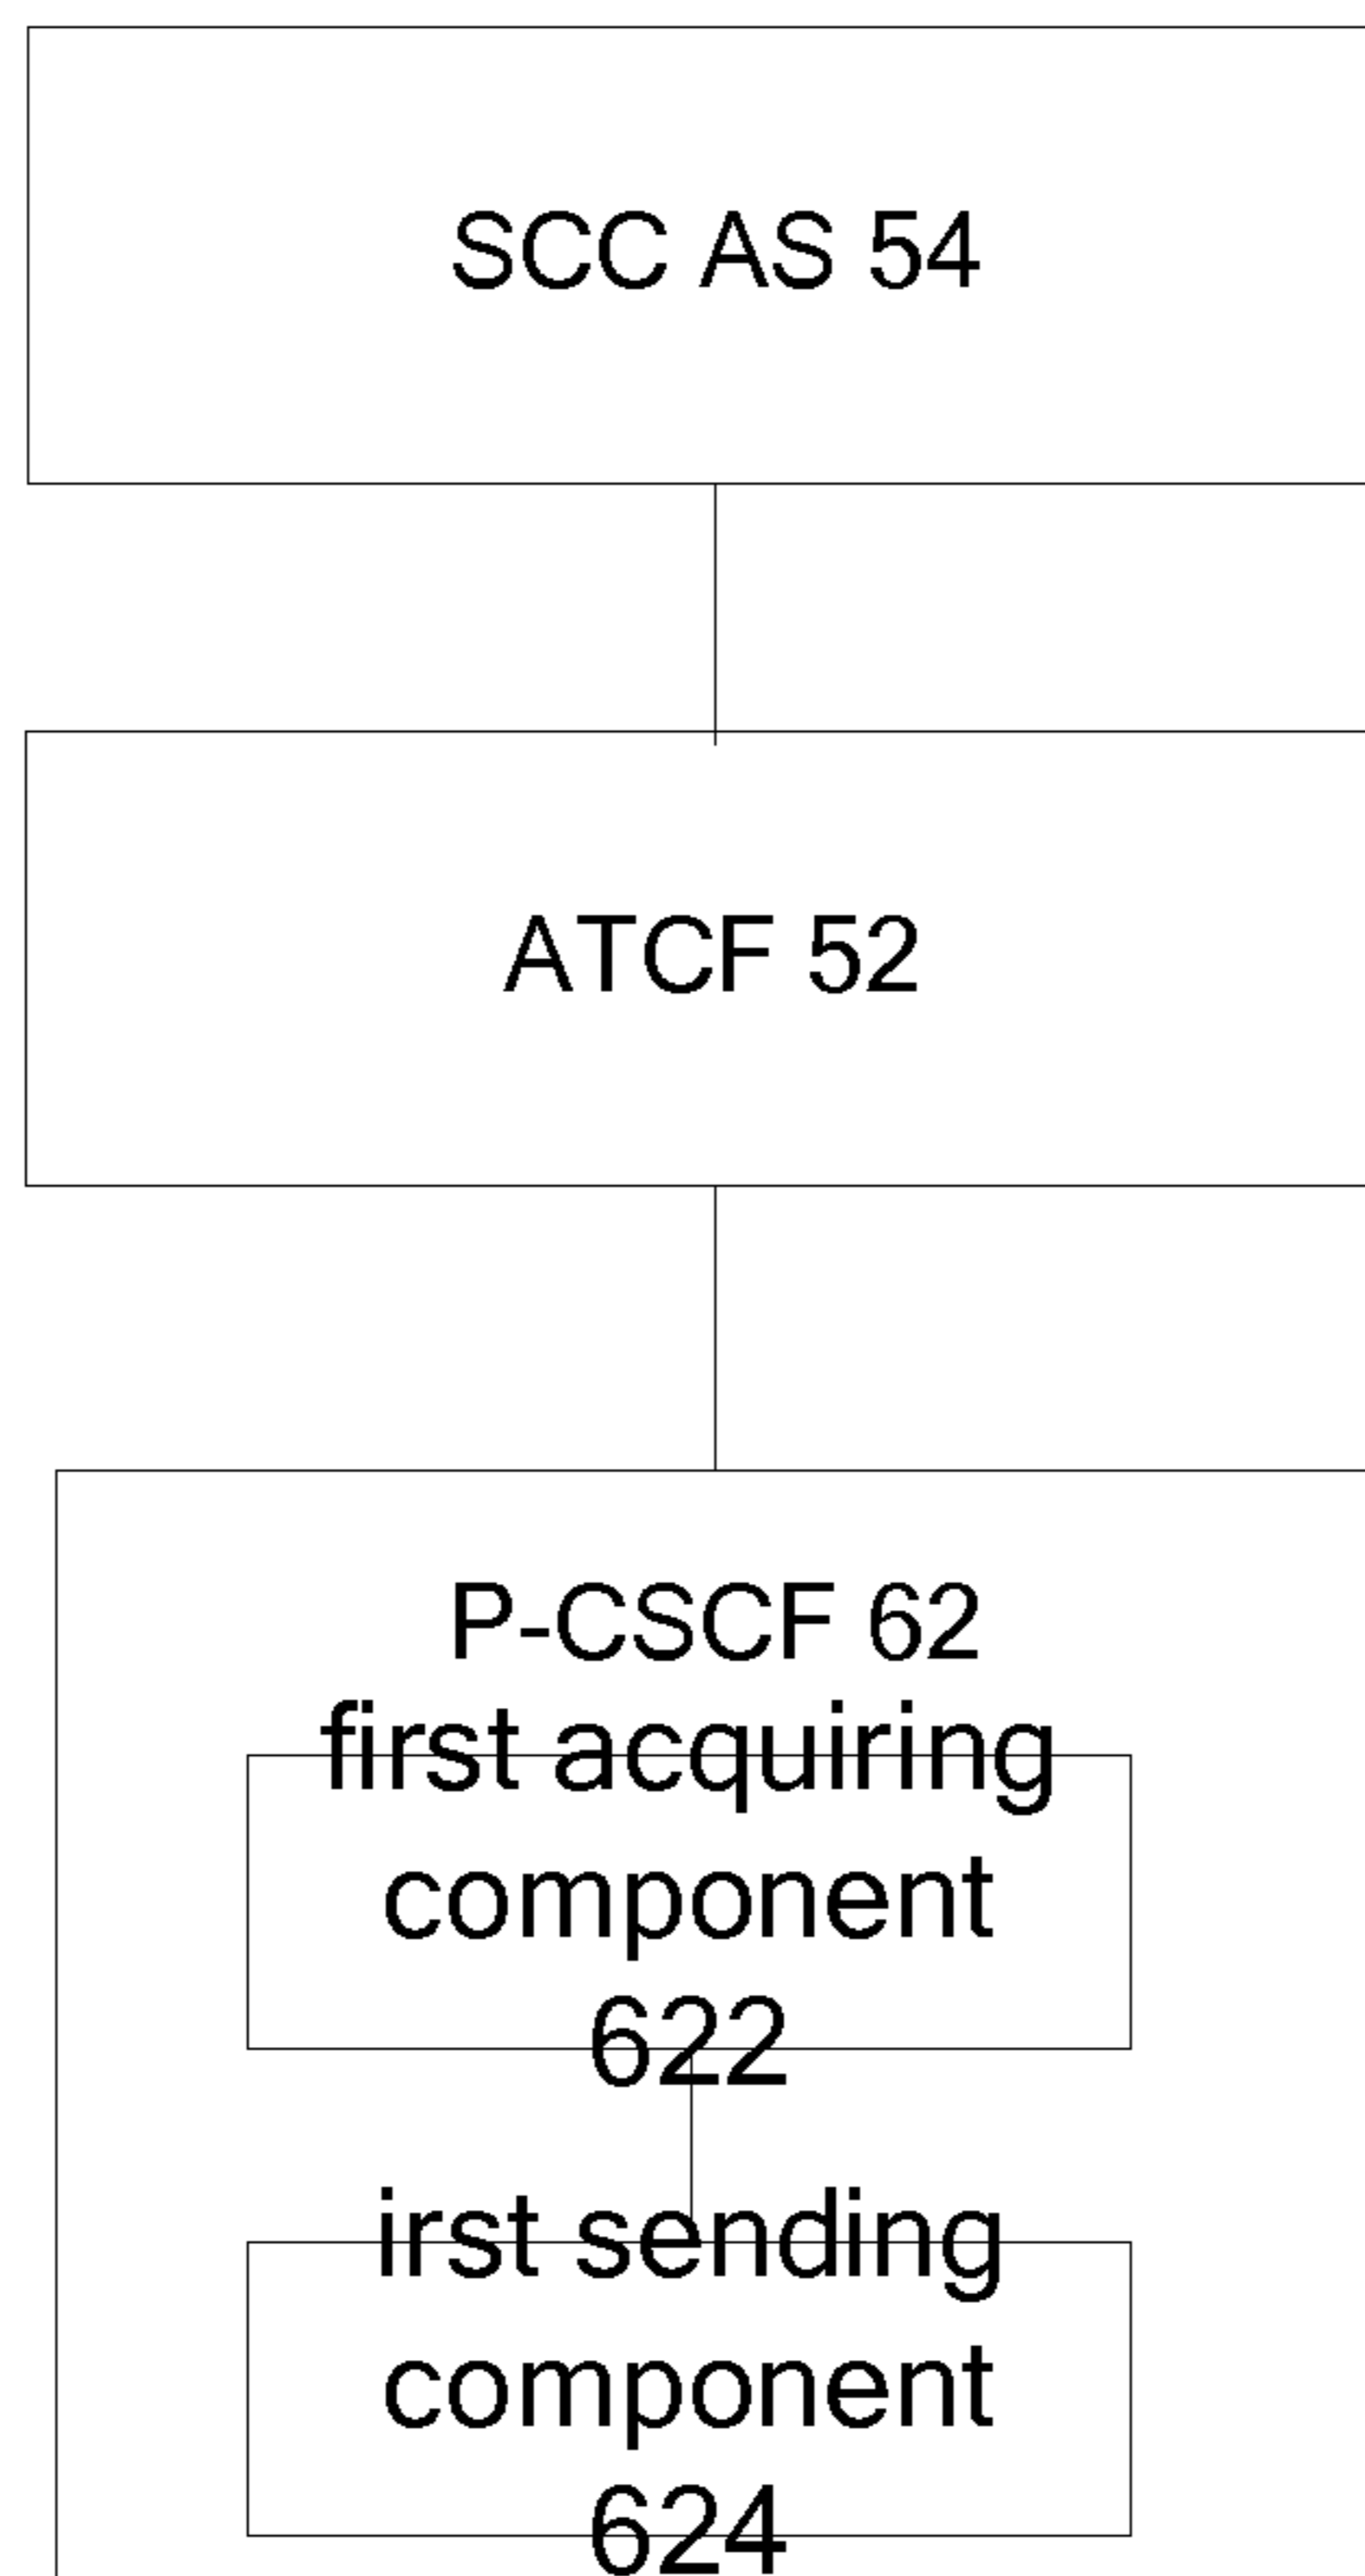 SCC AS 54
ATCF 52
P-CSCF 62
first acquiring
component
622
irst sending
component
624